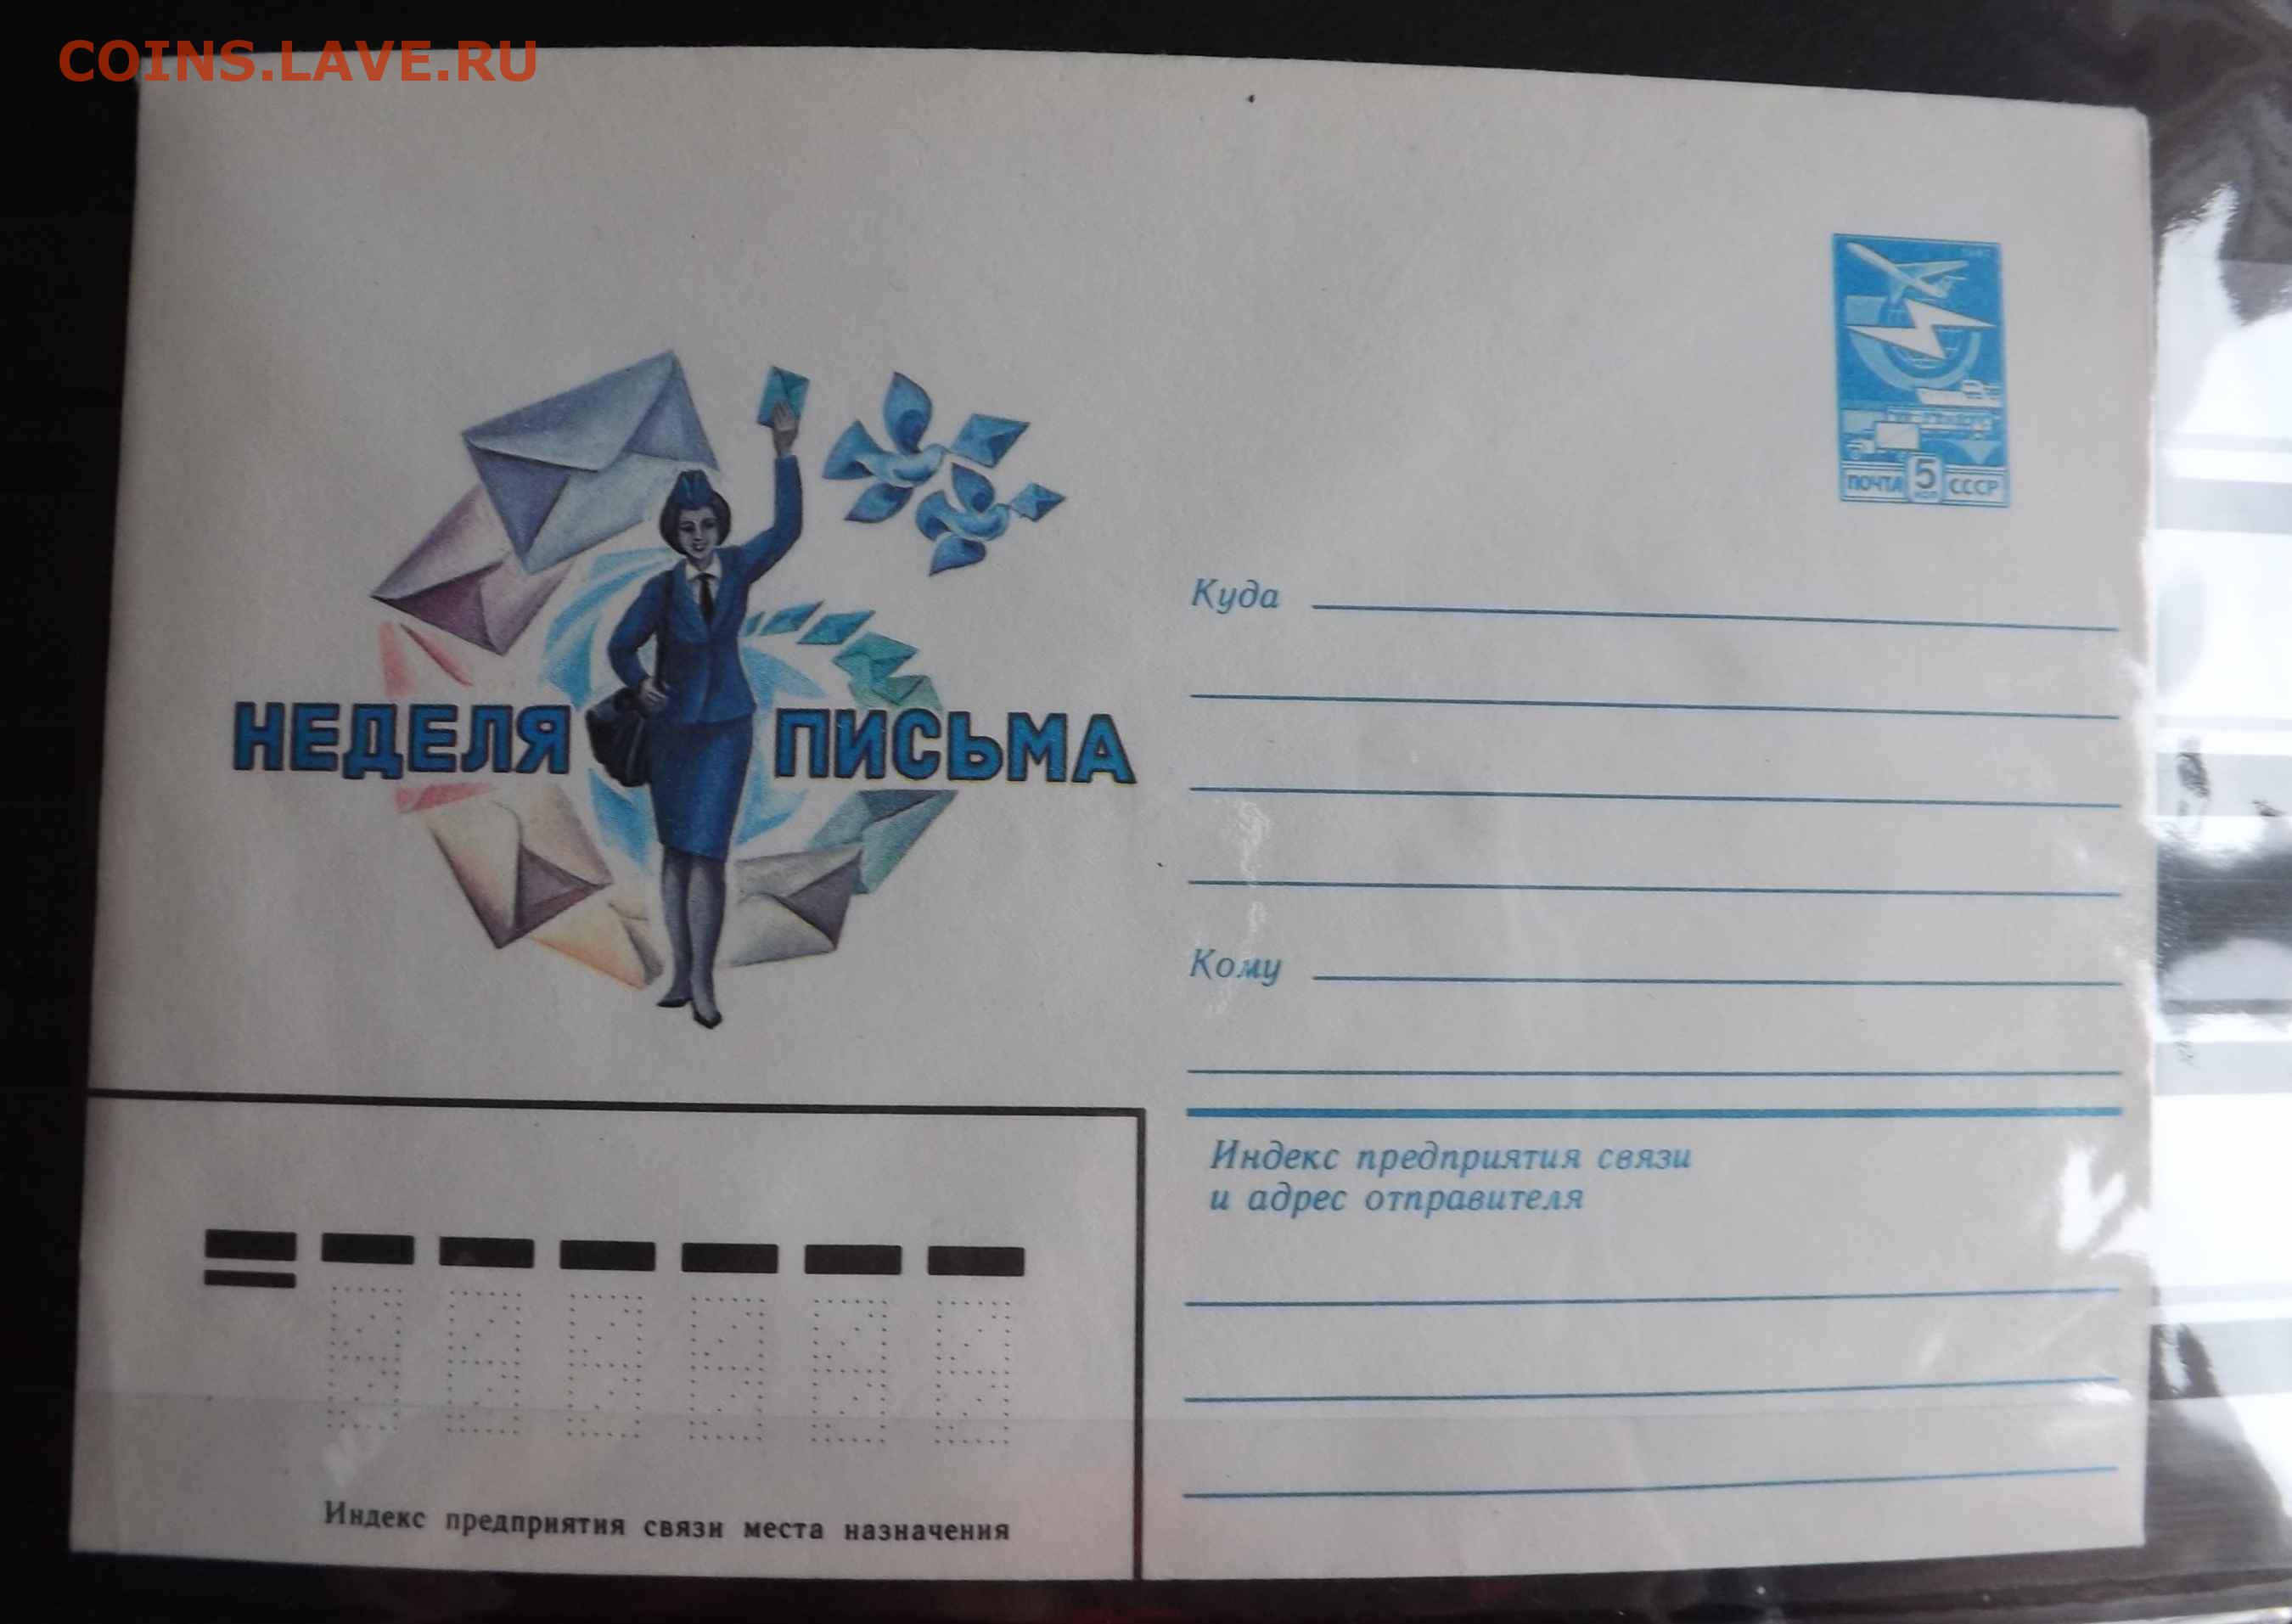 COINS.LAVE.RU
ПОЧТА 5 коп СССР
НЕДЕЛЯ ПИСЬМА
Куда
Кому
Индекс предприятия связи
и адрес отправителя
Индекс предприятия связи места назначения